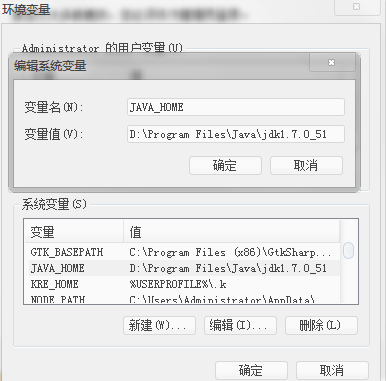 环境变量
Administrator 的用户变量(U)
编辑系统变量
变量名(N):
JAVA_HOME
变量值(V):
D:\Program Files\Java\jdk1.7.0_51
确定
取消
系统变量(S)
变量 值
GTK_BASEPATH C:\Program Files (x86)\GtkSharp...
JAVA_HOME D:\Program Files\Java\jdk1.7.0_51
KRE_HOME %USERPROFILE%\.k
NODE_PATH C:\Users\Administrator\AppData\
新建(W)...
编辑(I)...
删除(L)
确定
取消